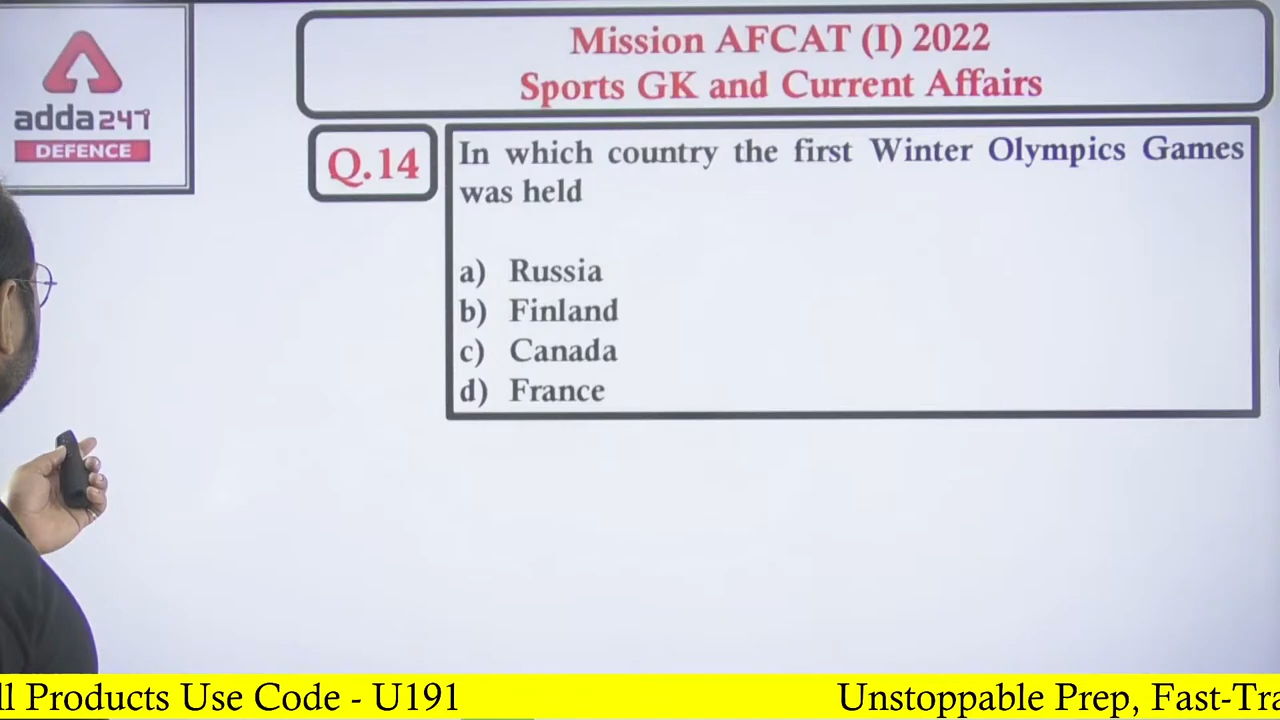 adda247
DEFENCE
Mission AFCAT (I) 2022
Sports GK and Current Affairs
Q.14
In which country the first Winter Olympics Games
was held
a) Russia
b) Finland
c) Canada
d) France
ll Products Use Code - U191
Unstoppable Prep, Fast-Tra